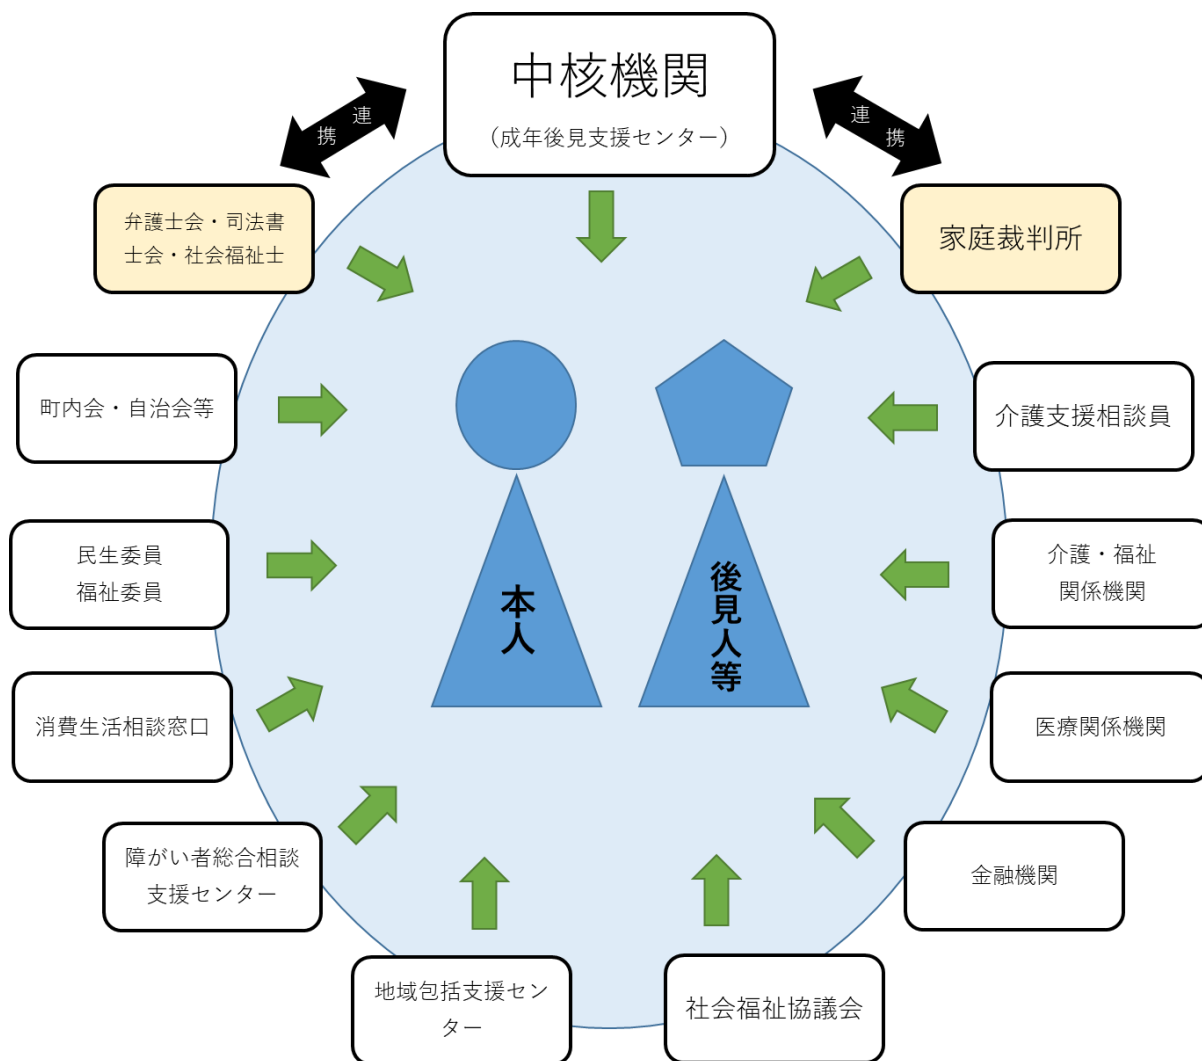 中核機関
（成年後見支援センター）
連携
連携
弁護士会・司法書
士会・社会福祉士
家庭裁判所
町内会・自治会等
介護支援相談員
民生委員
福祉委員
介護・福祉
関係機関
本人
後見人等
消費生活相談窓口
医療関係機関
障がい者総合相談
支援センター
金融機関
地域包括支援セン
ター
社会福祉協議会